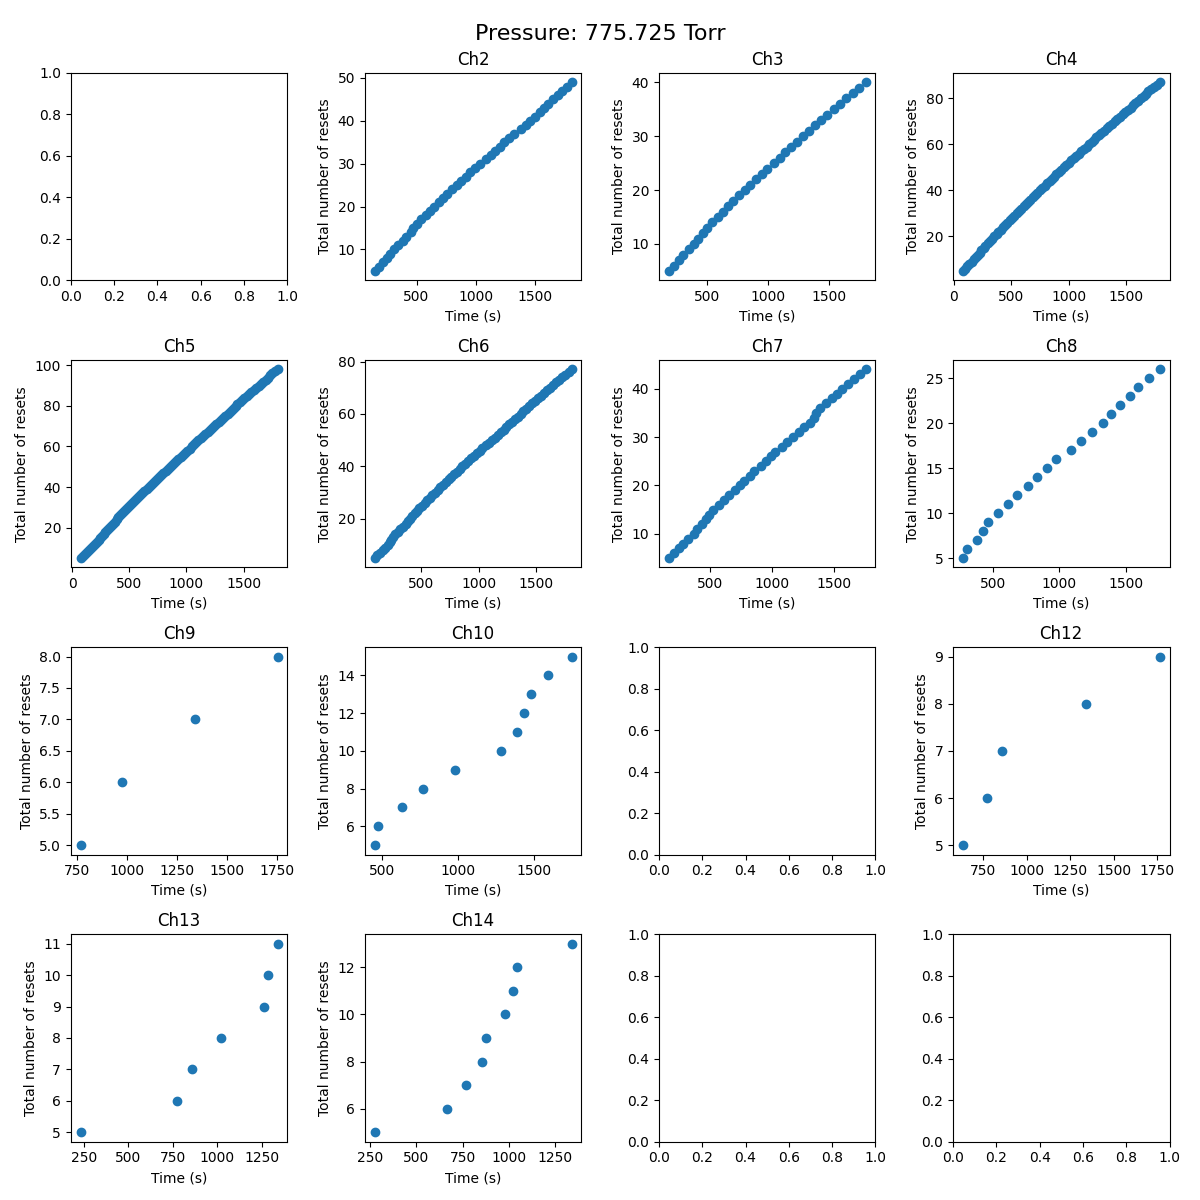 Pressure: 775.725 Torr
1.0
0.8
0.6
0.4
0.2
0.0
0.0 0.2 0.4 0.6 0.8 1.0
Ch2
Total number of resets
50
40
30
20
10
500 1000 1500
Time (s)
Ch3
Total number of resets
40
30
20
10
500 1000 1500
Time (s)
Ch4
Total number of resets
80
60
40
20
0 500 1000 1500
Time (s)
Ch5
Total number of resets
100
80
60
40
20
0 500 1000 1500
Time (s)
Ch6
Total number of resets
80
60
40
20
500 1000 1500
Time (s)
Ch7
Total number of resets
40
30
20
10
500 1000 1500
Time (s)
Ch8
Total number of resets
25
20
15
10
5
500 1000 1500
Time (s)
Ch9
Total number of resets
8.0
7.5
7.0
6.5
6.0
5.5
5.0
750 1000 1250 1500 1750
Time (s)
Ch10
Total number of resets
14
12
10
8
6
500 1000 1500
Time (s)
1.0
0.8
0.6
0.4
0.2
0.0
0.0 0.2 0.4 0.6 0.8 1.0
Ch12
Total number of resets
9
8
7
6
5
750 1000 1250 1500 1750
Time (s)
Ch13
Total number of resets
11
10
9
8
7
6
5
250 500 750 1000 1250
Time (s)
Ch14
Total number of resets
12
10
8
6
250 500 750 1000 1250
Time (s)
1.0
0.8
0.6
0.4
0.2
0.0
0.0 0.2 0.4 0.6 0.8 1.0
1.0
0.8
0.6
0.4
0.2
0.0
0.0 0.2 0.4 0.6 0.8 1.0